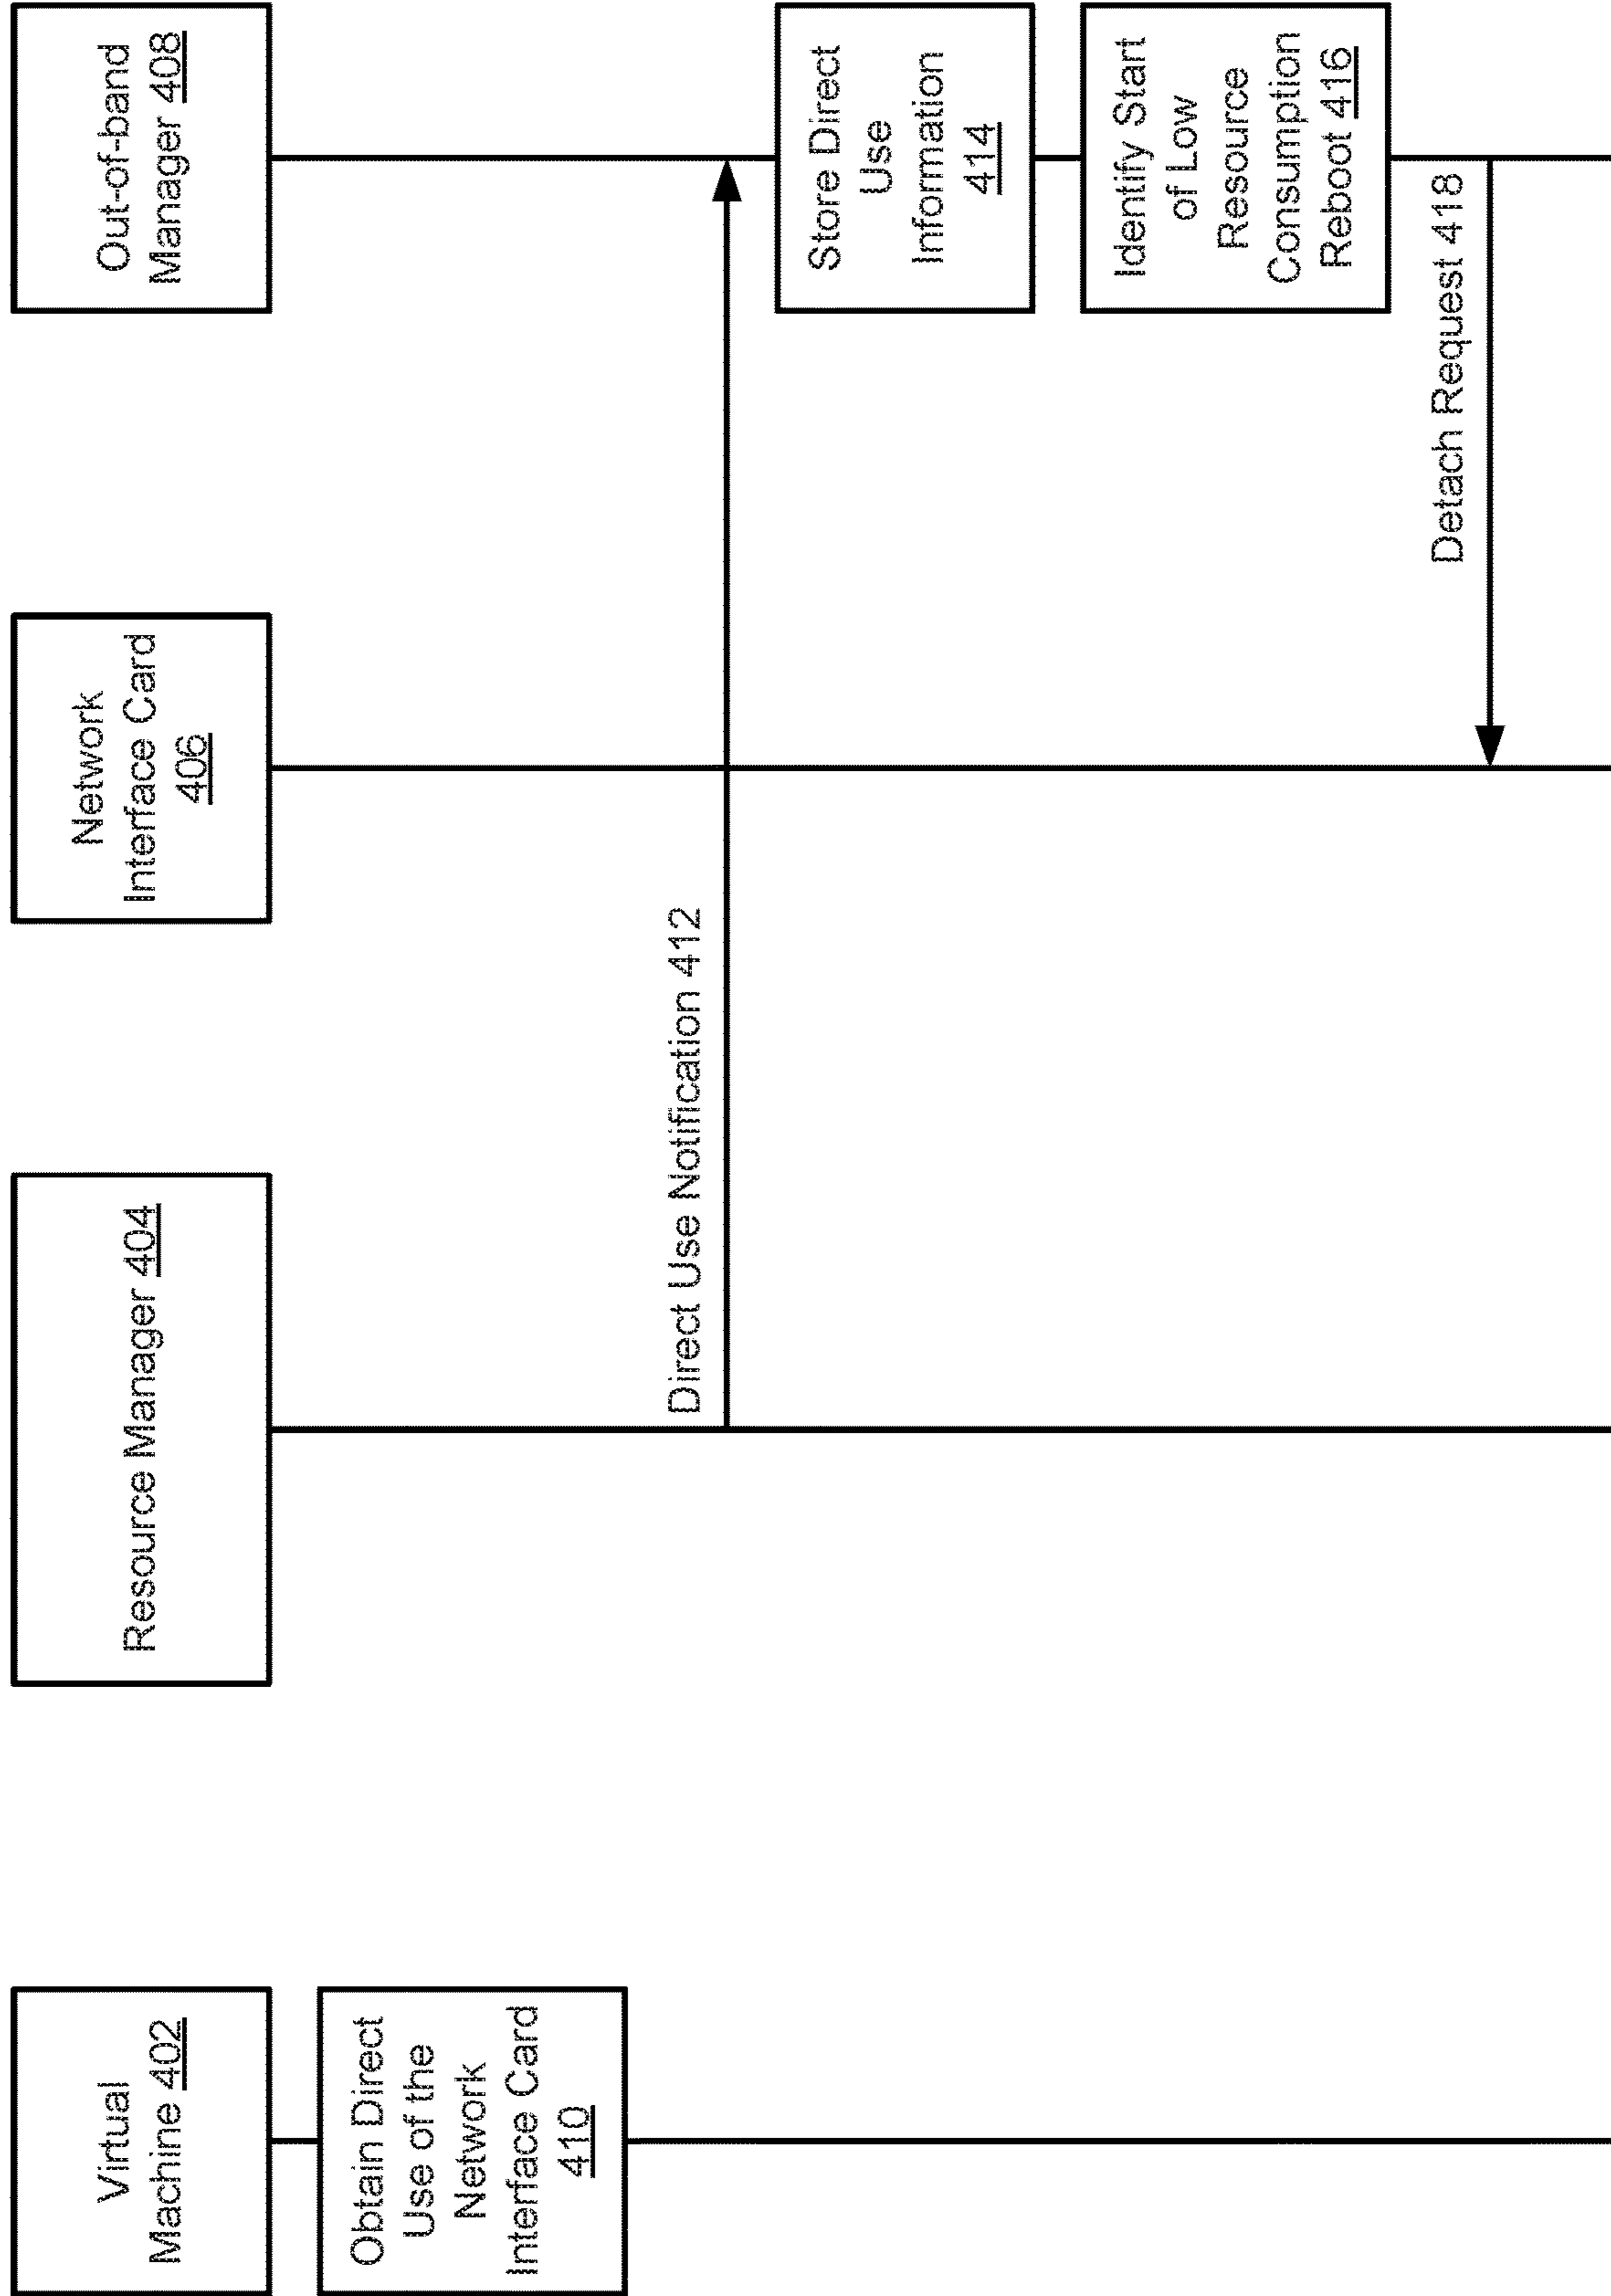 Virtual
Machine 402
Resource Manager 404
Network
Interface Card
406
Out-of-band
Manager 408
Obtain Direct
Use of the
Network
Interface Card
410
Direct Use Notification 412
Store Direct
Use
Information
414
Identify Start
of Low
Resource
Consumption
Reboot 416
Detach Request 418